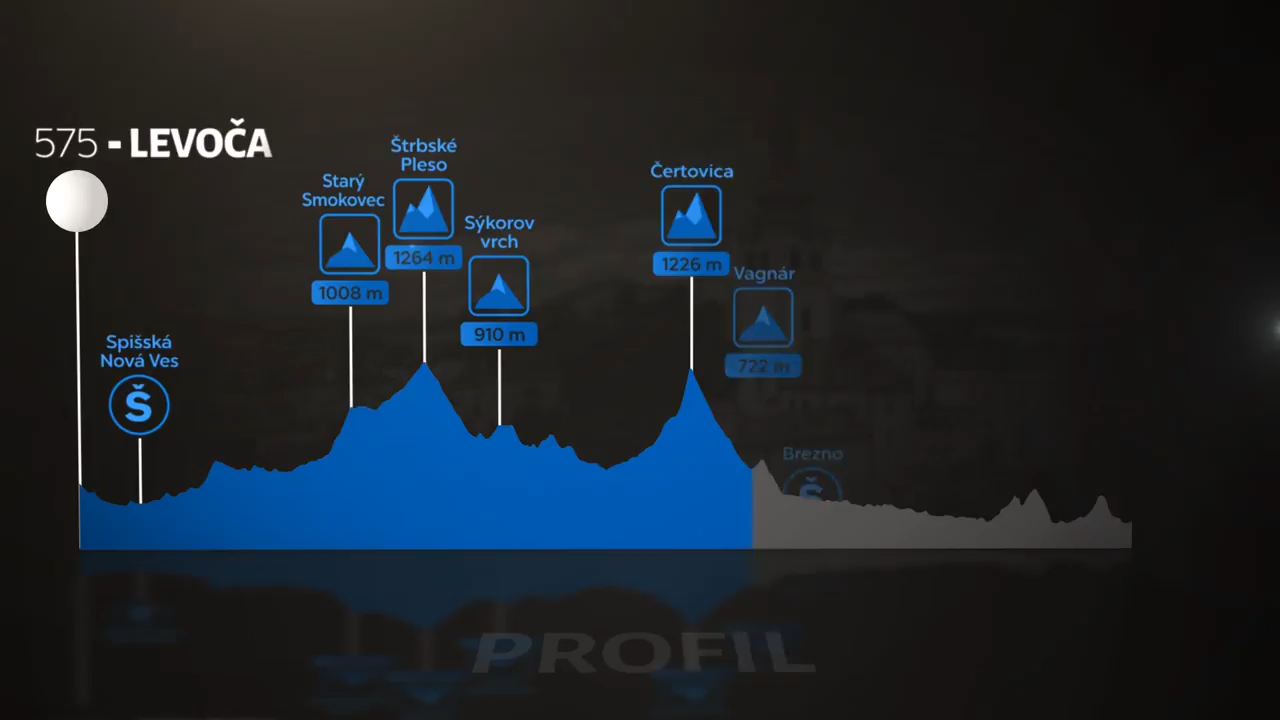 575 - LEVOČA
Spišská
Nová Ves
Š
Starý
Smokovec
1008 m
Štrbské
Pleso
1264 m
Sýkorov
vrch
910 m
Čertovica
1226 m
Vagnár
722 m
Brezno
Š
PROFIL